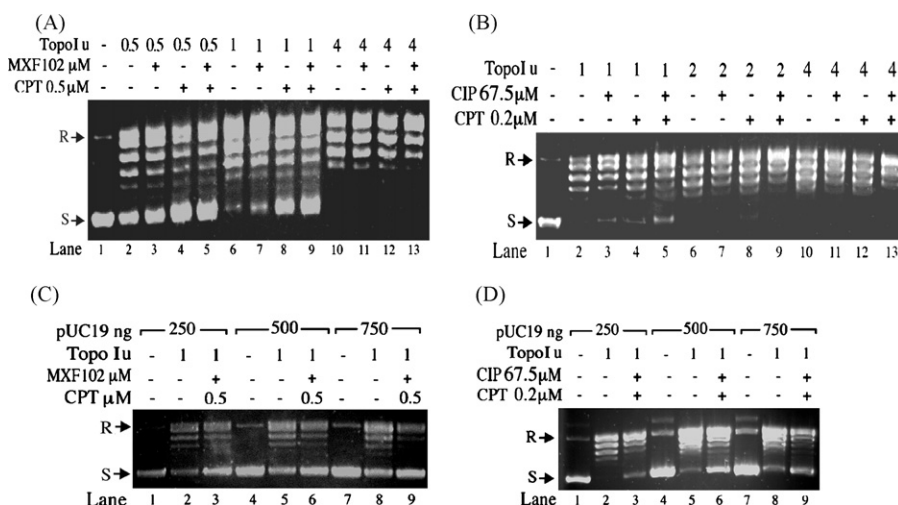 (A)
TopoI u - 0.5 0.5 0.5 0.5 1 1 1 1 4 4 4 4
MXF102 μM - - + - + - + - + - + - +
CPT 0.5μM - - - + + - - + + - - + +
R
S
Lane 1 2 3 4 5 6 7 8 9 10 11 12 13
(B)
TopoI u - 1 1 1 1 2 2 2 2 4 4 4 4
CIP 67.5μM - - + - + - + - + - + - +
CPT 0.2μM - - - + + - - + + - - + +
R
S
Lane 1 2 3 4 5 6 7 8 9 10 11 12 13
(C)
pUC19 ng 250 500 750
Topo I u - 1 1 - 1 1 - 1 1
MXF102 μM - - + - - + - - +
CPT μM - - 0.5 - - 0.5 - - 0.5
R
S
Lane 1 2 3 4 5 6 7 8 9
(D)
pUC19 ng 250 500 750
TopoI u - 1 1 - 1 1 - 1 1
CIP 67.5μM - - + - - + - - +
CPT 0.2μM - - + - - + - - +
R
S
Lane 1 2 3 4 5 6 7 8 9